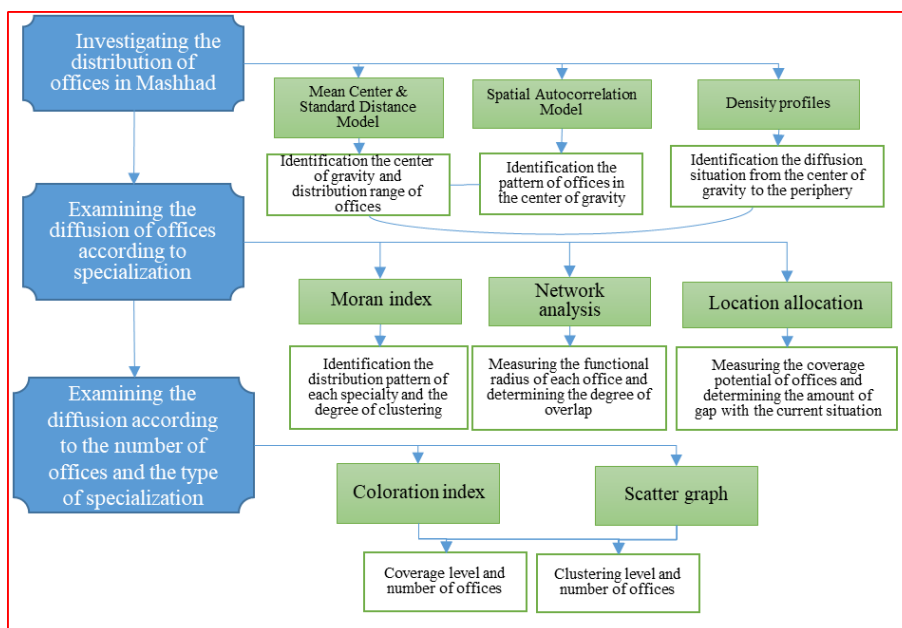 Investigating the
distribution of
offices in Mashhad
Mean Center &
Standard Distance
Model
Spatial Autocorrelation
Model
Density profiles
Identification the center
of gravity and
distribution range of
offices
Identification the
pattern of offices in
the center of gravity
Identification the diffusion
situation from the center of
gravity to the periphery
Examining the
diffusion of offices
according to
specialization
Moran index
Network
analysis
Location allocation
Identification the
distribution pattern of
each specialty and the
degree of clustering
Measuring the functional
radius of each office and
determining the degree of
overlap
Measuring the coverage
potential of offices and
determining the amount of
gap with the current situation
Examining the
diffusion according
to the number of
offices and the type
of specialization
Coloration index
Scatter graph
Coverage level and
number of offices
Clustering level and
number of offices